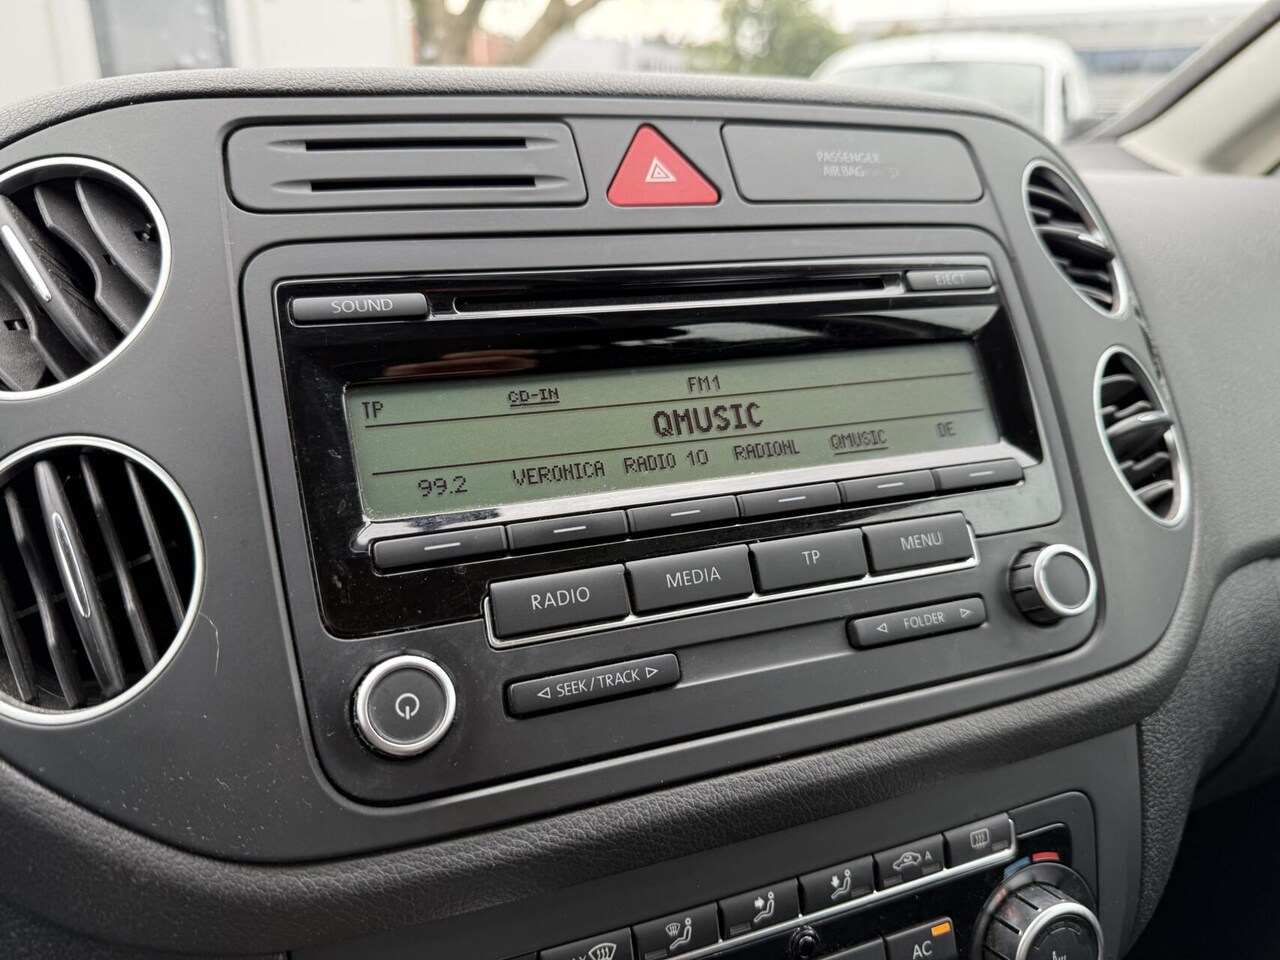 PASSENGER
AIR BAG
SOUND
EJECT
TP CD-IN FM1
QMUSIC
99.2 VERONICA RADIO 10 RADIONL QMUSIC DE
RADIO MEDIA TP MENU
FOLDER
SEEK/TRACK
A
AC